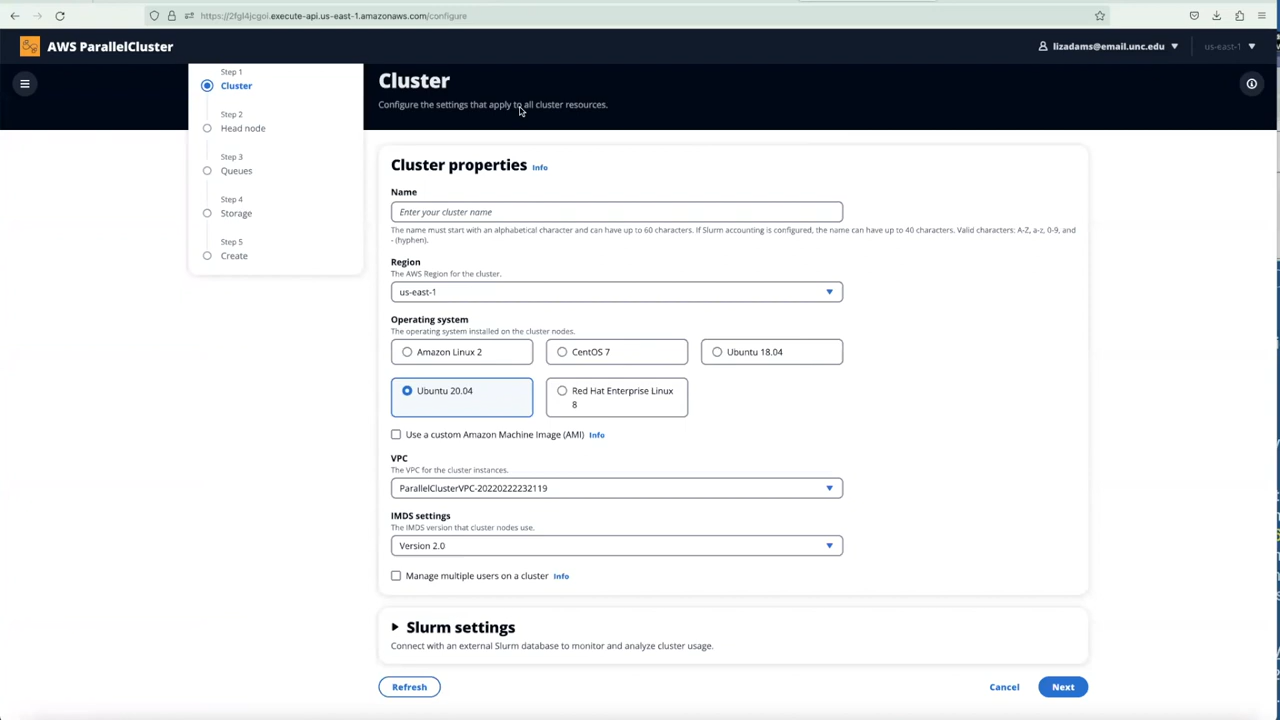 https://2fgl4jcgoi.execute-api.us-east-1.amazonaws.com/configure
AWS ParallelCluster
lizadams@email.unc.edu
us-east-1
Step 1
Cluster
Step 2
Head node
Step 3
Queues
Step 4
Storage
Step 5
Create
Cluster
Configure the settings that apply to all cluster resources.
Cluster properties Info
Name
Enter your cluster name
The name must start with an alphabetical character and can have up to 60 characters. If Slurm accounting is configured, the name can have up to 40 characters. Valid characters: A-Z, a-z, 0-9, and
- (hyphen).
Region
The AWS Region for the cluster.
us-east-1
Operating system
The operating system installed on the cluster nodes.
Amazon Linux 2
CentOS 7
Ubuntu 18.04
Ubuntu 20.04
Red Hat Enterprise Linux
8
Use a custom Amazon Machine Image (AMI) Info
VPC
The VPC for the cluster instances.
ParallelClusterVPC-20220222232119
IMDS settings
The IMDS version that cluster nodes use.
Version 2.0
Manage multiple users on a cluster Info
Slurm settings
Connect with an external Slurm database to monitor and analyze cluster usage.
Refresh
Cancel
Next